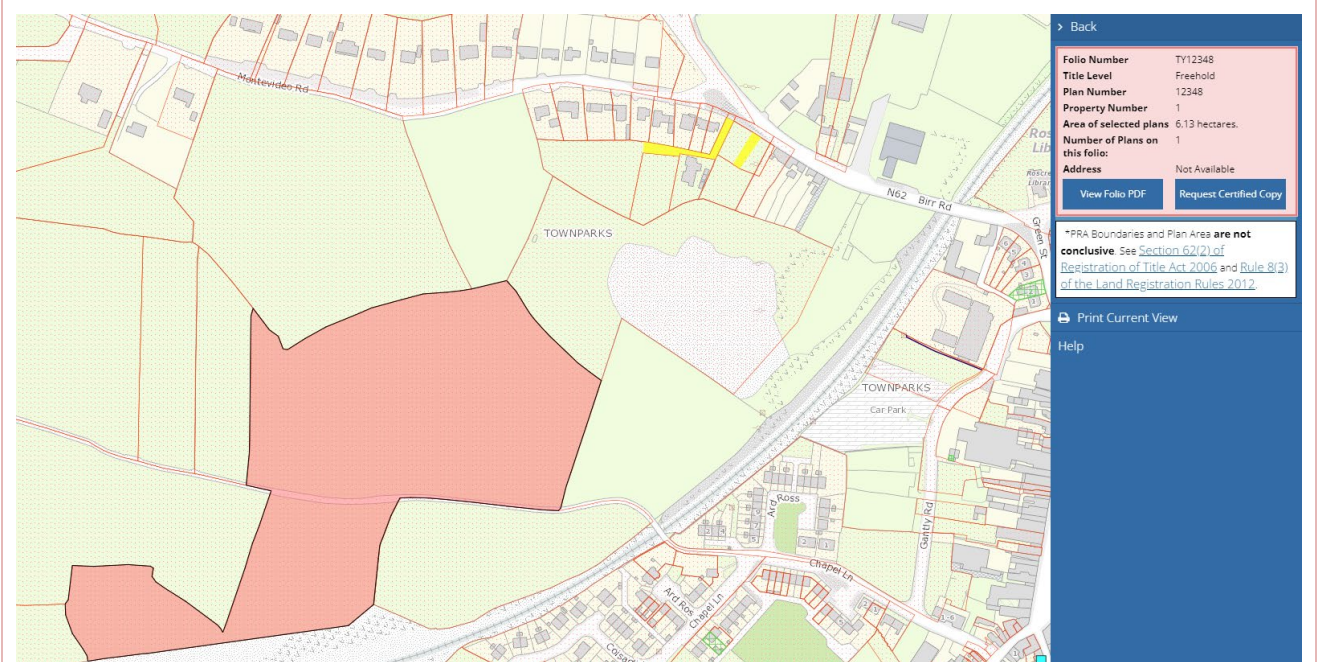 Montevideo Rd
TOWNPARKS
N62 Birr Rd
Green St
TOWNPARKS
Car Park
Ard Ross
Gantly Rd
Chapel Ln
Ard Ros
Chapel Ln
> Back
Folio Number TY12348
Title Level Freehold
Plan Number 12348
Property Number 1
Area of selected plans 6.13 hectares.
Number of Plans on
this folio: 1
Address Not Available
View Folio PDF Request Certified Copy
*PRA Boundaries and Plan Area are not
conclusive. See Section 62(2) of
Registration of Title Act 2006 and Rule 8(3)
of the Land Registration Rules 2012.
Print Current View
Help